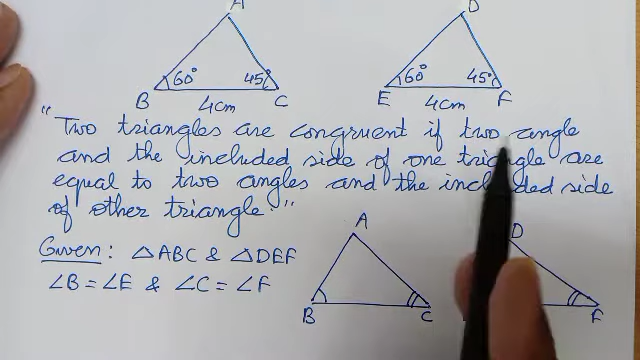 A D
60° 45° 60° 45°
B 4cm C E 4cm F
"Two triangles are congruent if two angle
and the included side of one triangle are
equal to two angles and the included side
of other triangle."
Given: △ABC & △DEF
∠B = ∠E & ∠C = ∠F
A D
B C F